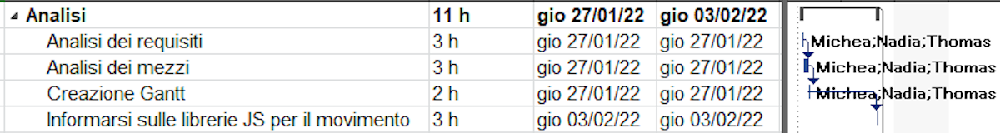 Analisi 11 h gio 27/01/22 gio 03/02/22
Analisi dei requisiti 3 h gio 27/01/22 gio 27/01/22 Michea;Nadia;Thomas
Analisi dei mezzi 3 h gio 27/01/22 gio 27/01/22 Michea;Nadia;Thomas
Creazione Gantt 2 h gio 27/01/22 gio 27/01/22 Michea;Nadia;Thomas
Informarsi sulle librerie JS per il movimento 3 h gio 03/02/22 gio 03/02/22